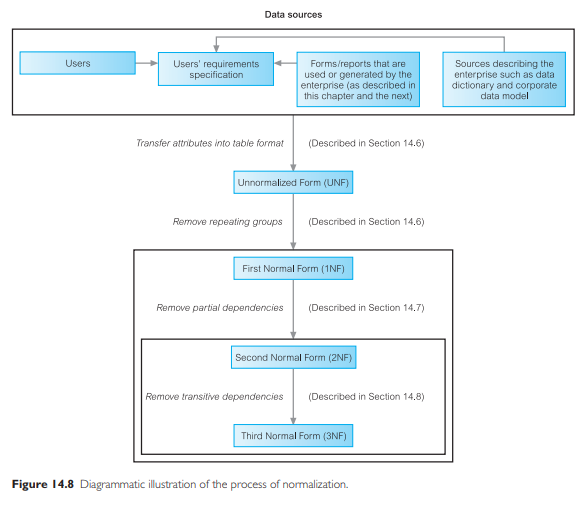 Data sources
Users
Users' requirements
specification
Forms/reports that are
used or generated by the
enterprise (as described in
this chapter and the next)
Sources describing the
enterprise such as data
dictionary and corporate
data model
Transfer attributes into table format
(Described in Section 14.6)
Unnormalized Form (UNF)
Remove repeating groups
(Described in Section 14.6)
First Normal Form (1NF)
Remove partial dependencies
(Described in Section 14.7)
Second Normal Form (2NF)
Remove transitive dependencies
(Described in Section 14.8)
Third Normal Form (3NF)
Figure 14.8 Diagrammatic illustration of the process of normalization.